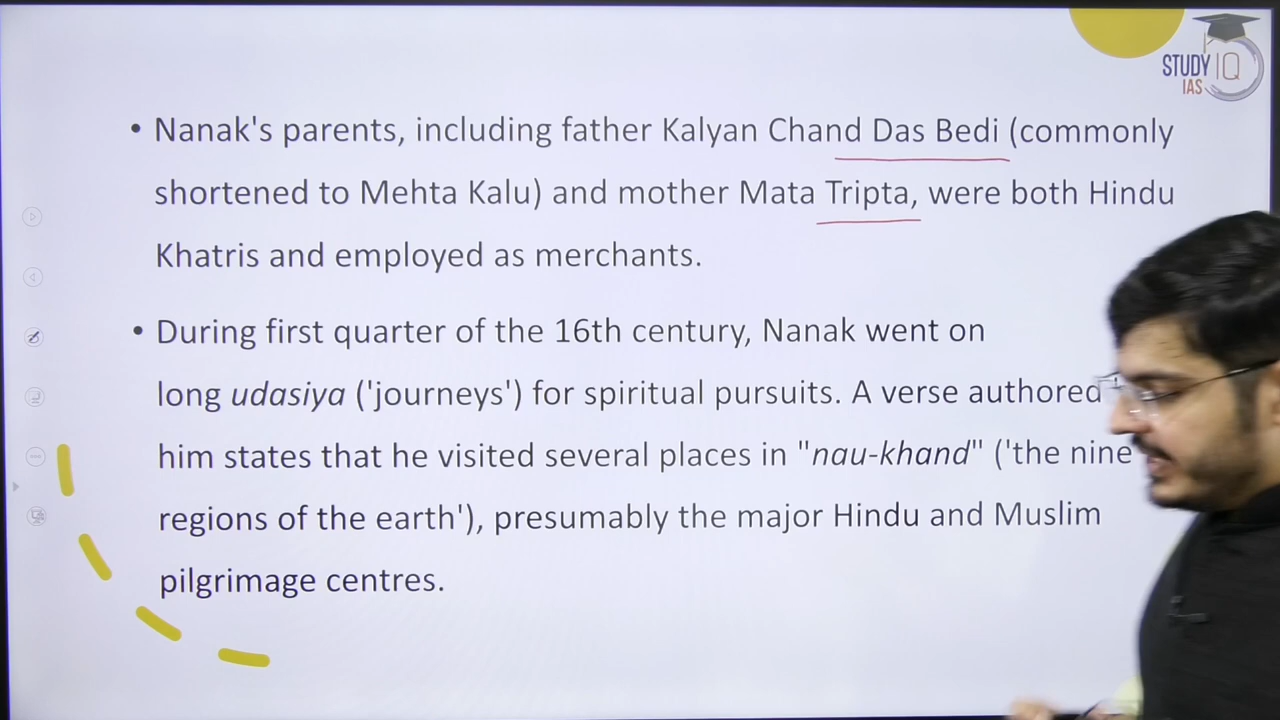 STUDY IQ
IAS
• Nanak's parents, including father Kalyan Chand Das Bedi (commonly
shortened to Mehta Kalu) and mother Mata Tripta, were both Hindu
Khatris and employed as merchants.
• During first quarter of the 16th century, Nanak went on
long udasiya ('journeys') for spiritual pursuits. A verse authored
him states that he visited several places in "nau-khand" ('the nine
regions of the earth'), presumably the major Hindu and Muslim
pilgrimage centres.